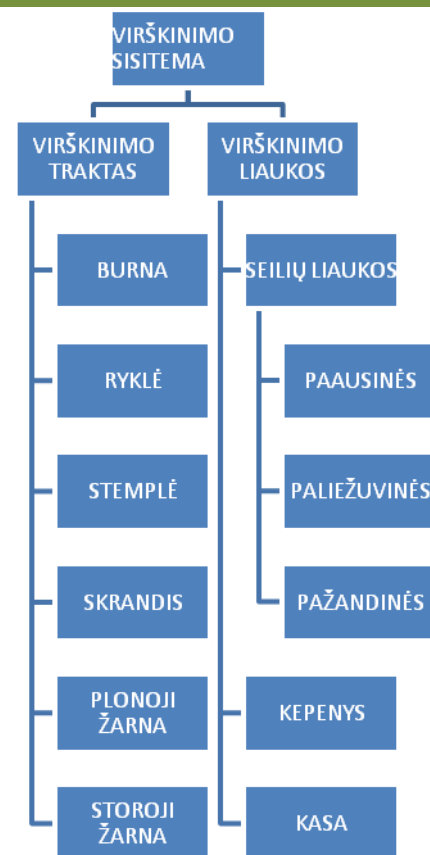 VIRŠKINIMO
SISITEMA
VIRŠKINIMO
TRAKTAS
BURNA
RYKLĖ
STEMPLĖ
SKRANDIS
PLONOJI
ŽARNA
STOROJI
ŽARNA
VIRŠKINIMO
LIAUKOS
SEILIŲ LIAUKOS
PAAUSINĖS
PALIEŽUVINĖS
PAŽANDINĖS
KEPENYS
KASA